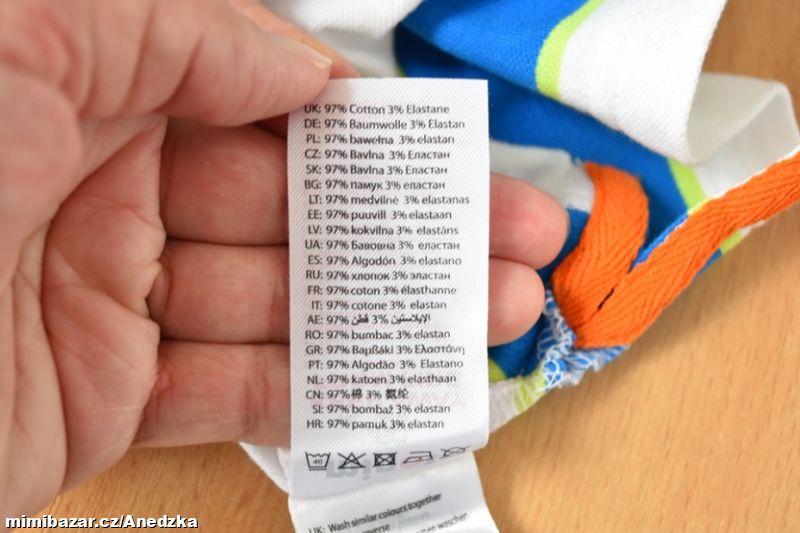 UK: 97% Cotton 3% Elastane
DE: 97% Baumwolle 3% Elastan
PL: 97% bawełna 3% elastan
CZ: 97% Bavlna 3% Еластан
SK: 97% Bavlna 3% Еластан
BG: 97% памук 3% еластан
LT: 97% medvilnė 3% elastanas
EE: 97% puuvill 3% elastaan
LV: 97% kokvilna 3% elastāns
UA: 97% бавовна 3% еластан
ES: 97% Algodón 3% elastano
RU: 97% хлопок 3% эластан
FR: 97% coton 3% élasthanne
IT: 97% cotone 3% elastan
AE: 97% قطن 3% الإيلاستين
RO: 97% bumbac 3% elastan
GR: 97% Βαμβάκι 3% Ελαστάνη
PT: 97% Algodão 3% Elastano
NL: 97% katoen 3% elasthaan
CN: 97% 棉 3% 氨纶
SI: 97% bombaž 3% elastan
HR: 97% pamuk 3% elastan
40
UK: Wash similar colours together
mimibazar.cz/Anedzka